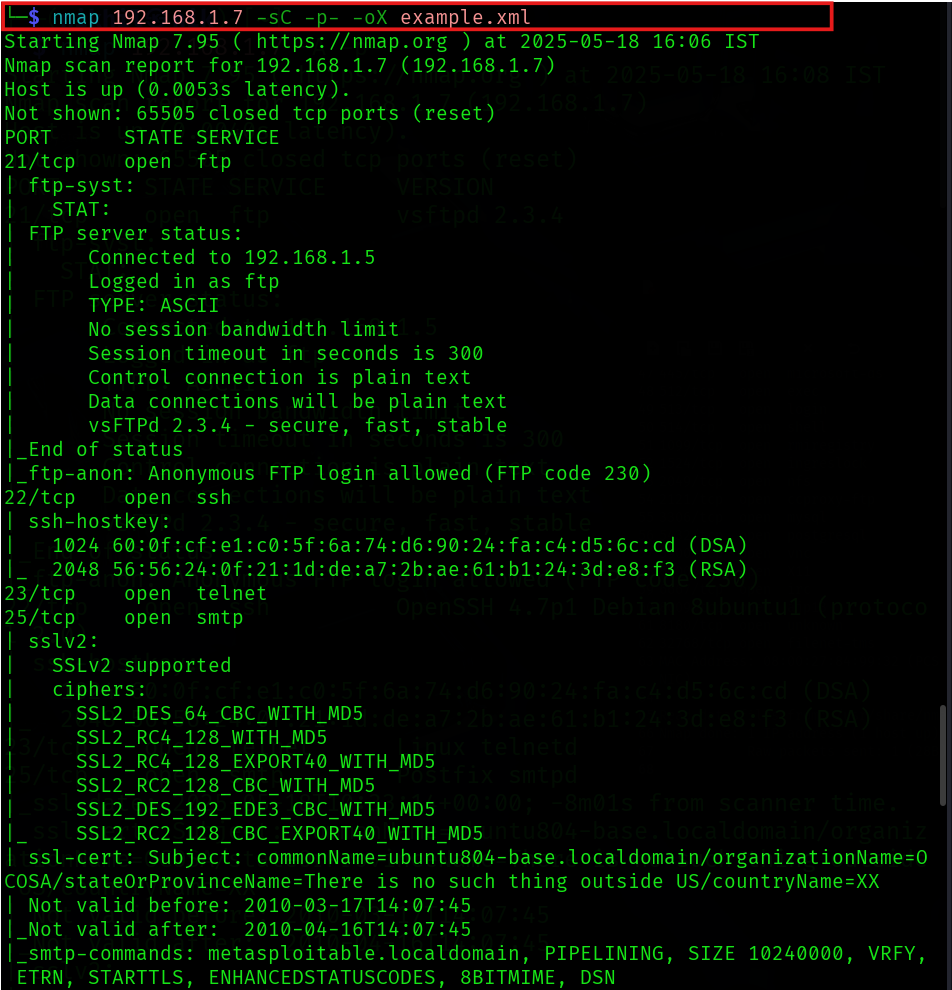 └─$ nmap 192.168.1.7 -sC -p- -oX example.xml
Starting Nmap 7.95 ( https://nmap.org ) at 2025-05-18 16:06 IST
Nmap scan report for 192.168.1.7 (192.168.1.7)
Host is up (0.0053s latency).
Not shown: 65505 closed tcp ports (reset)
PORT      STATE SERVICE
21/tcp    open  ftp
| ftp-syst:
|   STAT:
| FTP server status:
|      Connected to 192.168.1.5
|      Logged in as ftp
|      TYPE: ASCII
|      No session bandwidth limit
|      Session timeout in seconds is 300
|      Control connection is plain text
|      Data connections will be plain text
|      vsFTPd 2.3.4 - secure, fast, stable
|_End of status
|_ftp-anon: Anonymous FTP login allowed (FTP code 230)
22/tcp    open  ssh
| ssh-hostkey:
|   1024 60:0f:cf:e1:c0:5f:6a:74:d6:90:24:fa:c4:d5:6c:cd (DSA)
|_  2048 56:56:24:0f:21:1d:de:a7:2b:ae:61:b1:24:3d:e8:f3 (RSA)
23/tcp    open  telnet
25/tcp    open  smtp
| sslv2:
|   SSLv2 supported
|   ciphers:
|     SSL2_DES_64_CBC_WITH_MD5
|     SSL2_RC4_128_WITH_MD5
|     SSL2_RC4_128_EXPORT40_WITH_MD5
|     SSL2_RC2_128_CBC_WITH_MD5
|     SSL2_DES_192_EDE3_CBC_WITH_MD5
|_    SSL2_RC2_128_CBC_EXPORT40_WITH_MD5
| ssl-cert: Subject: commonName=ubuntu804-base.localdomain/organizationName=O
COSA/stateOrProvinceName=There is no such thing outside US/countryName=XX
| Not valid before: 2010-03-17T14:07:45
|_Not valid after:  2010-04-16T14:07:45
|_smtp-commands: metasploitable.localdomain, PIPELINING, SIZE 10240000, VRFY,
 ETRN, STARTTLS, ENHANCEDSTATUSCODES, 8BITMIME, DSN